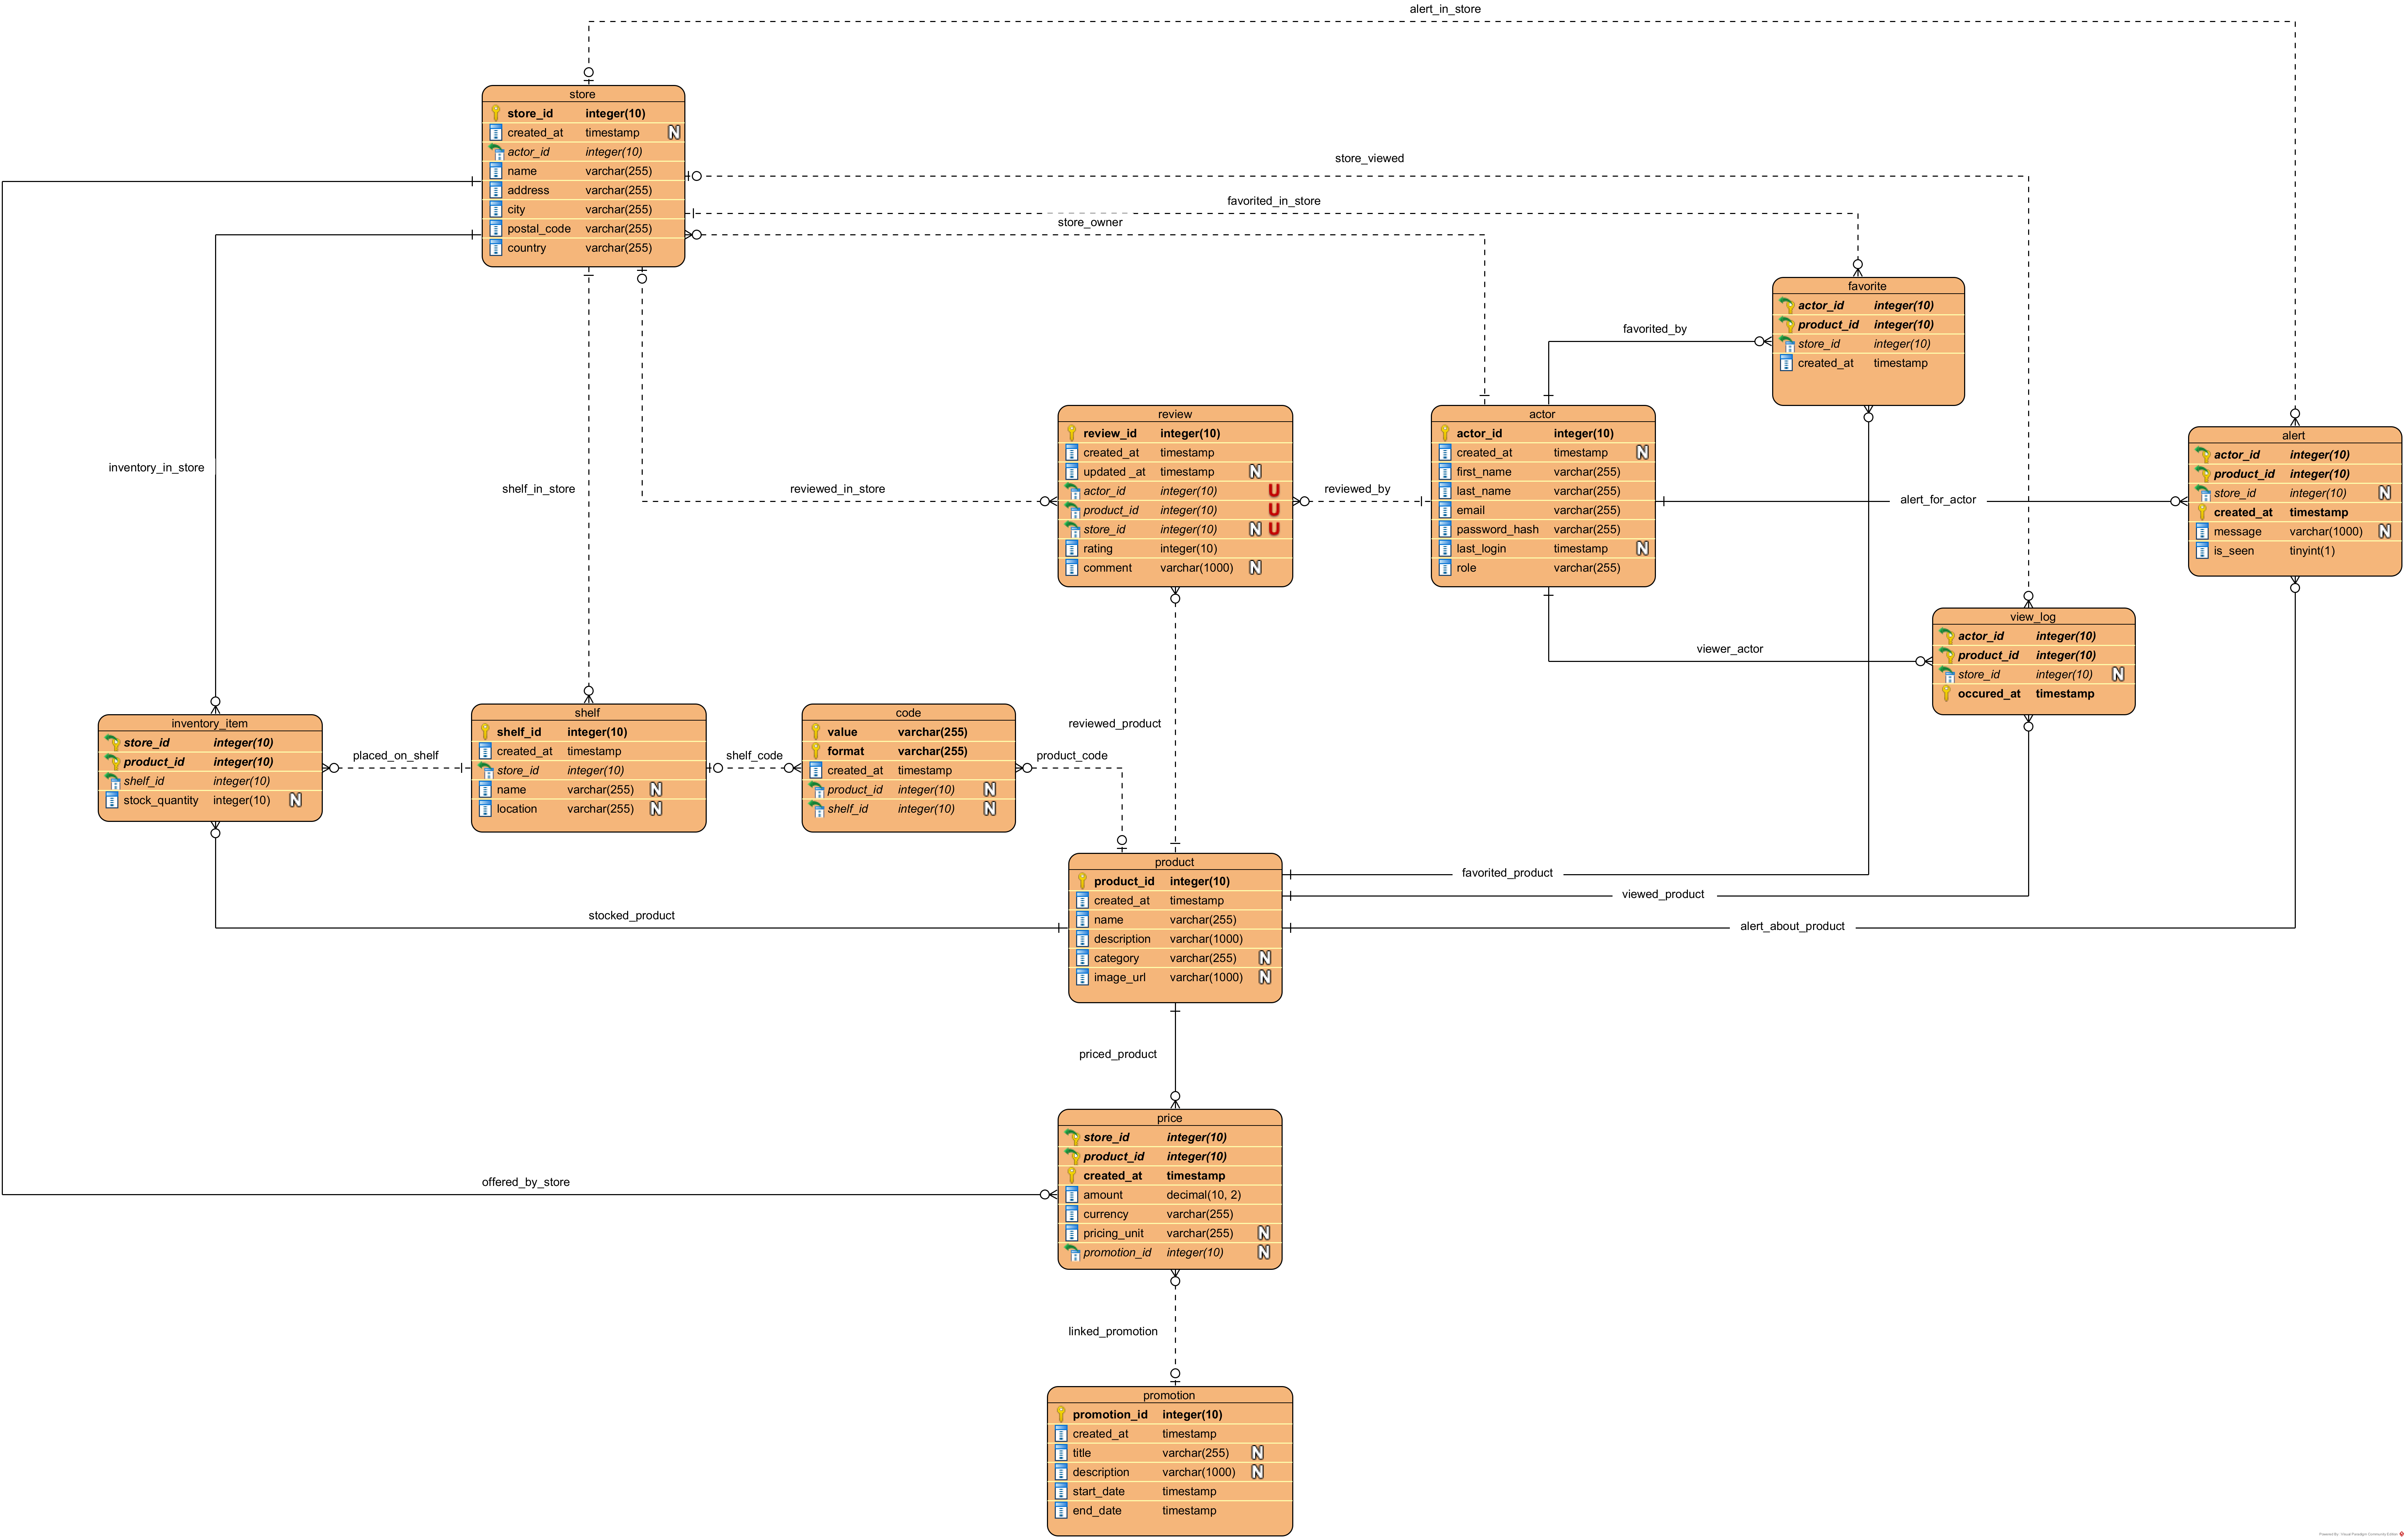 alert_in_store
store
store_id integer(10)
created_at timestamp N
actor_id integer(10)
name varchar(255)
address varchar(255)
city varchar(255)
postal_code varchar(255)
country varchar(255)
store_viewed
favorited_in_store
store_owner
favorite
actor_id integer(10)
product_id integer(10)
store_id integer(10)
created_at timestamp
favorited_by
review
review_id integer(10)
created_at timestamp
updated_at timestamp N
actor_id integer(10) U
product_id integer(10) U
store_id integer(10) N U
rating integer(10)
comment varchar(1000) N
actor
actor_id integer(10)
created_at timestamp N
first_name varchar(255)
last_name varchar(255)
email varchar(255)
password_hash varchar(255)
last_login timestamp N
role varchar(255)
alert
actor_id integer(10)
product_id integer(10)
store_id integer(10) N
created_at timestamp
message varchar(1000) N
is_seen tinyint(1)
inventory_in_store
shelf_in_store
reviewed_in_store
reviewed_by
alert_for_actor
view_log
actor_id integer(10)
product_id integer(10)
store_id integer(10) N
occured_at timestamp
viewer_actor
inventory_item
store_id integer(10)
product_id integer(10)
shelf_id integer(10)
stock_quantity integer(10) N
placed_on_shelf
shelf
shelf_id integer(10)
created_at timestamp
store_id integer(10)
name varchar(255) N
location varchar(255) N
shelf_code
code
value varchar(255)
format varchar(255)
created_at timestamp
product_id integer(10) N
shelf_id integer(10) N
reviewed_product
product_code
product
product_id integer(10)
created_at timestamp
name varchar(255)
description varchar(1000)
category varchar(255) N
image_url varchar(1000) N
favorited_product
viewed_product
alert_about_product
stocked_product
priced_product
price
store_id integer(10)
product_id integer(10)
created_at timestamp
amount decimal(10, 2)
currency varchar(255)
pricing_unit varchar(255) N
promotion_id integer(10) N
offered_by_store
linked_promotion
promotion
promotion_id integer(10)
created_at timestamp
title varchar(255) N
description varchar(1000) N
start_date timestamp
end_date timestamp
Powered By Visual Paradigm Community Edition